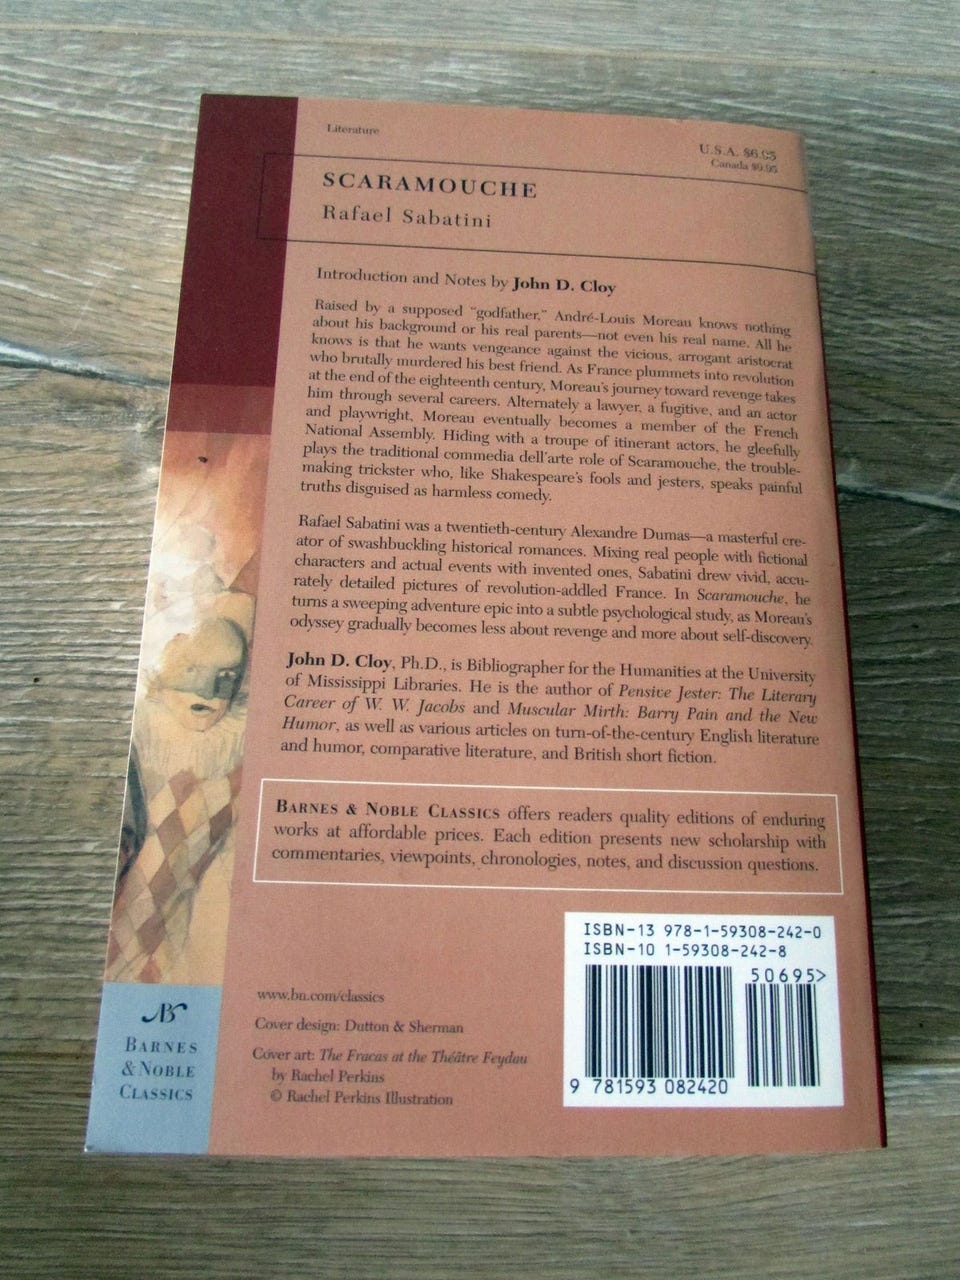 Literature
U.S.A. $6.95
Canada $9.95
SCARAMOUCHE
Rafael Sabatini
Introduction and Notes by John D. Cloy
Raised by a supposed “godfather,” André-Louis Moreau knows nothing
about his background or his real parents—not even his real name. All he
knows is that he wants vengeance against the vicious, arrogant aristocrat
who brutally murdered his best friend. As France plummets into revolution
at the end of the eighteenth century, Moreau’s journey toward revenge takes
him through several careers. Alternately a lawyer, a fugitive, and an actor
and playwright, Moreau eventually becomes a member of the French
National Assembly. Hiding with a troupe of itinerant actors, he gleefully
plays the traditional commedia dell’arte role of Scaramouche, the trouble-
making trickster who, like Shakespeare’s fools and jesters, speaks painful
truths disguised as harmless comedy.
Rafael Sabatini was a twentieth-century Alexandre Dumas—a masterful cre-
ator of swashbuckling historical romances. Mixing real people with fictional
characters and actual events with invented ones, Sabatini drew vivid, accu-
rately detailed pictures of revolution-addled France. In Scaramouche, he
turns a sweeping adventure epic into a subtle psychological study, as Moreau’s
odyssey gradually becomes less about revenge and more about self-discovery.
John D. Cloy, Ph.D., is Bibliographer for the Humanities at the University
of Mississippi Libraries. He is the author of Pensive Jester: The Literary
Career of W. W. Jacobs and Muscular Mirth: Barry Pain and the New
Humor, as well as various articles on turn-of-the-century English literature
and humor, comparative literature, and British short fiction.
BARNES & NOBLE CLASSICS offers readers quality editions of enduring
works at affordable prices. Each edition presents new scholarship with
commentaries, viewpoints, chronologies, notes, and discussion questions.
ISBN-13 978-1-59308-242-0
ISBN-10 1-59308-242-8
50695>
9 781593 082420
www.bn.com/classics
Cover design: Dutton & Sherman
Cover art: The Fracas at the Théâtre Feydau
by Rachel Perkins
© Rachel Perkins Illustration
BN
BARNES
& NOBLE
CLASSICS